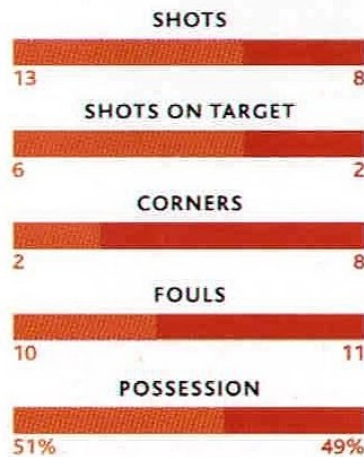 SHOTS
13 8
SHOTS ON TARGET
6 2
CORNERS
2 8
FOULS
10 11
POSSESSION
51% 49%